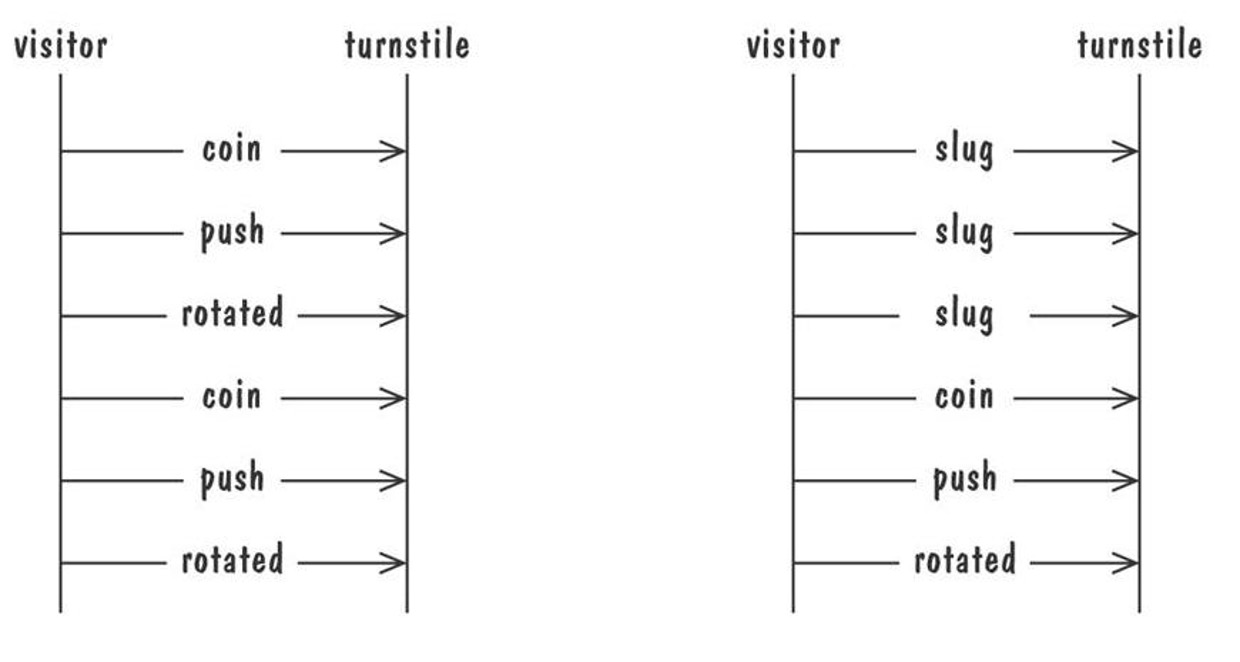 visitor turnstile
coin
push
rotated
coin
push
rotated
visitor turnstile
slug
slug
slug
coin
push
rotated